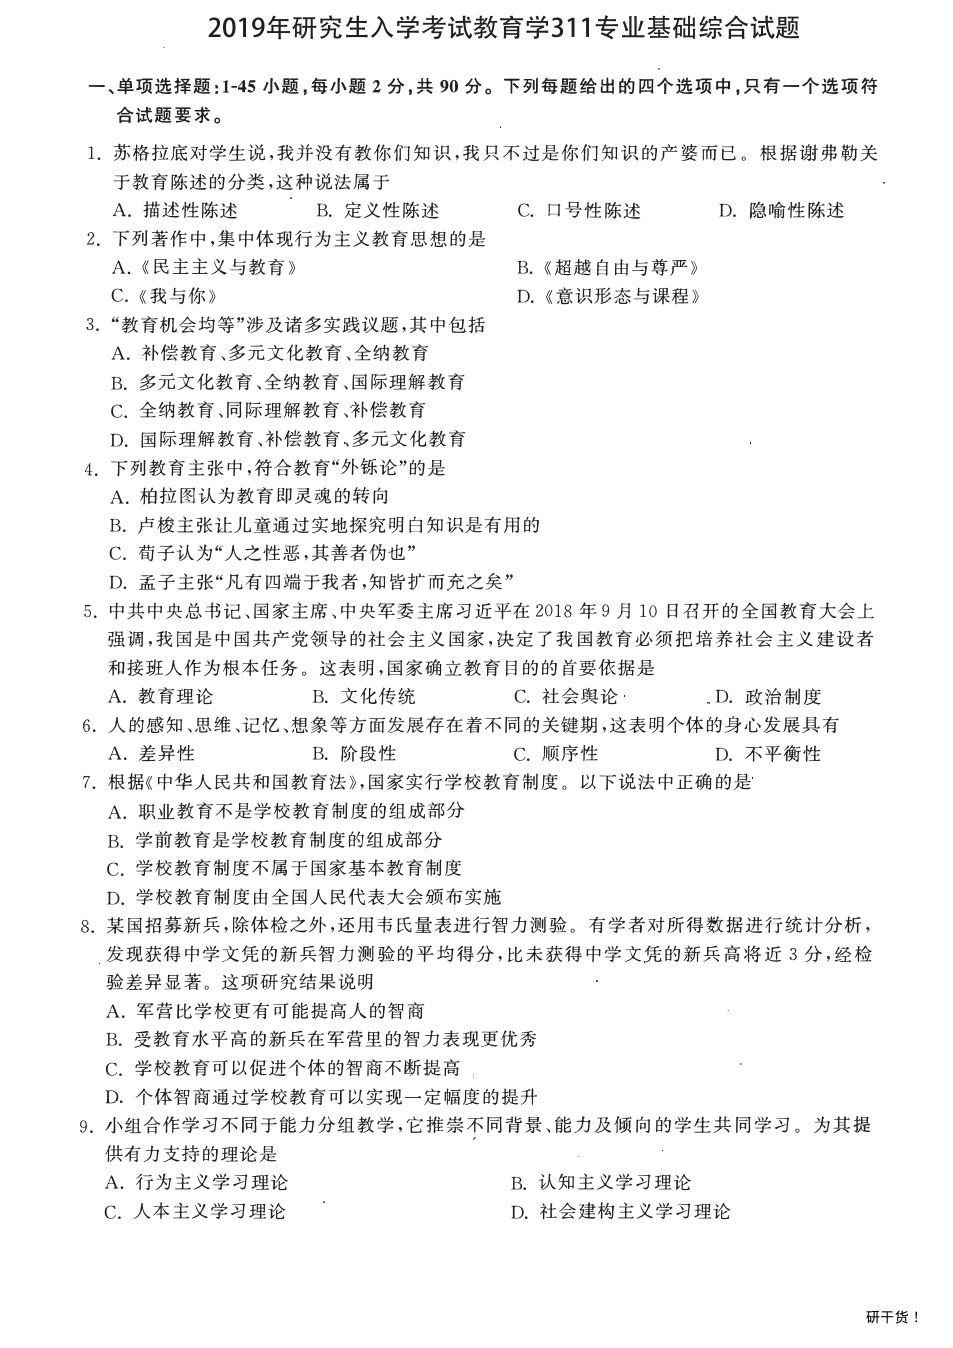 2019年研究生入学考试教育学311专业基础综合试题
一、单项选择题:1-45 小题,每小题 2 分,共 90 分。下列每题给出的四个选项中,只有一个选项符
合试题要求。
1. 苏格拉底对学生说,我并没有教你们知识,我只不过是你们知识的产婆而已。根据谢弗勒关
于教育陈述的分类,这种说法属于
A. 描述性陈述 B. 定义性陈述 C. 口号性陈述 D. 隐喻性陈述
2. 下列著作中,集中体现行为主义教育思想的是
A.《民主主义与教育》 B.《超越自由与尊严》
C.《我与你》 D.《意识形态与课程》
3. “教育机会均等”涉及诸多实践议题,其中包括
A. 补偿教育、多元文化教育、全纳教育
B. 多元文化教育、全纳教育、国际理解教育
C. 全纳教育、同际理解教育、补偿教育
D. 国际理解教育、补偿教育、多元文化教育
4. 下列教育主张中,符合教育“外铄论”的是
A. 柏拉图认为教育即灵魂的转向
B. 卢梭主张让儿童通过实地探究明白知识是有用的
C. 荀子认为“人之性恶,其善者伪也”
D. 孟子主张“凡有四端于我者,知皆扩而充之矣”
5. 中共中央总书记、国家主席、中央军委主席习近平在 2018 年 9 月 10 日召开的全国教育大会上
强调,我国是中国共产党领导的社会主义国家,决定了我国教育必须把培养社会主义建设者
和接班人作为根本任务。这表明,国家确立教育目的的首要依据是
A. 教育理论 B. 文化传统 C. 社会舆论 D. 政治制度
6. 人的感知、思维、记忆、想象等方面发展存在着不同的关键期,这表明个体的身心发展具有
A. 差异性 B. 阶段性 C. 顺序性 D. 不平衡性
7. 根据《中华人民共和国教育法》,国家实行学校教育制度。以下说法中正确的是
A. 职业教育不是学校教育制度的组成部分
B. 学前教育是学校教育制度的组成部分
C. 学校教育制度不属于国家基本教育制度
D. 学校教育制度由全国人民代表大会颁布实施
8. 某国招募新兵,除体检之外,还用韦氏量表进行智力测验。有学者对所得数据进行统计分析,
发现获得中学文凭的新兵智力测验的平均得分,比未获得中学文凭的新兵高将近 3 分,经检
验差异显著。这项研究结果说明
A. 军营比学校更有可能提高人的智商
B. 受教育水平高的新兵在军营里的智力表现更优秀
C. 学校教育可以促进个体的智商不断提高
D. 个体智商通过学校教育可以实现一定幅度的提升
9. 小组合作学习不同于能力分组教学,它推崇不同背景、能力及倾向的学生共同学习。为其提
供有力支持的理论是
A. 行为主义学习理论 B. 认知主义学习理论
C. 人本主义学习理论 D. 社会建构主义学习理论
研干货！